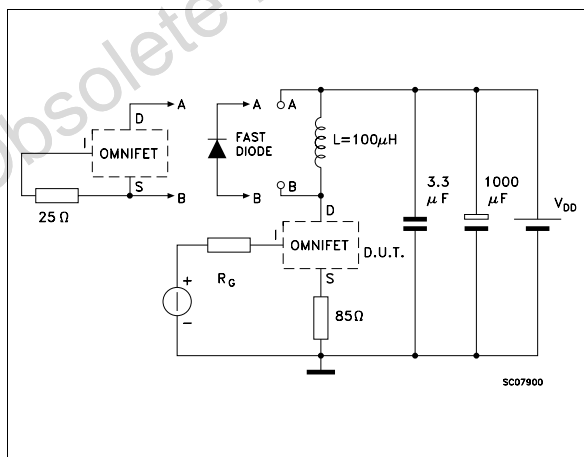 Obsolete
A
D
I
OMNIFET
S
B
25 Ω
A
FAST
DIODE
B
A
L=100μH
B
D
I
OMNIFET
D.U.T.
S
R_G
+
-
85Ω
3.3
μF
1000
μF
V_DD
SC07900